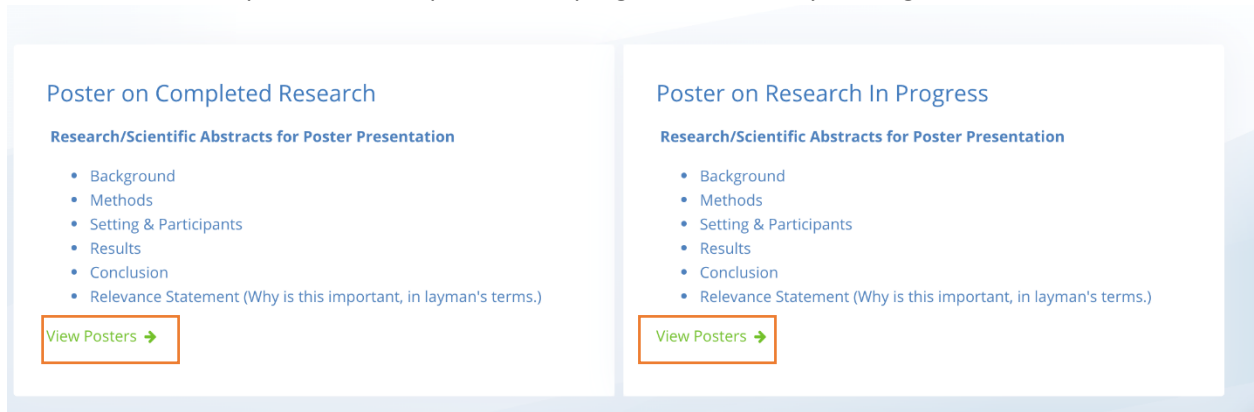 Poster on Completed Research
Research/Scientific Abstracts for Poster Presentation
Background
Methods
Setting & Participants
Results
Conclusion
Relevance Statement (Why is this important, in layman's terms.)
View Posters
Poster on Research In Progress
Research/Scientific Abstracts for Poster Presentation
Background
Methods
Setting & Participants
Results
Conclusion
Relevance Statement (Why is this important, in layman's terms.)
View Posters